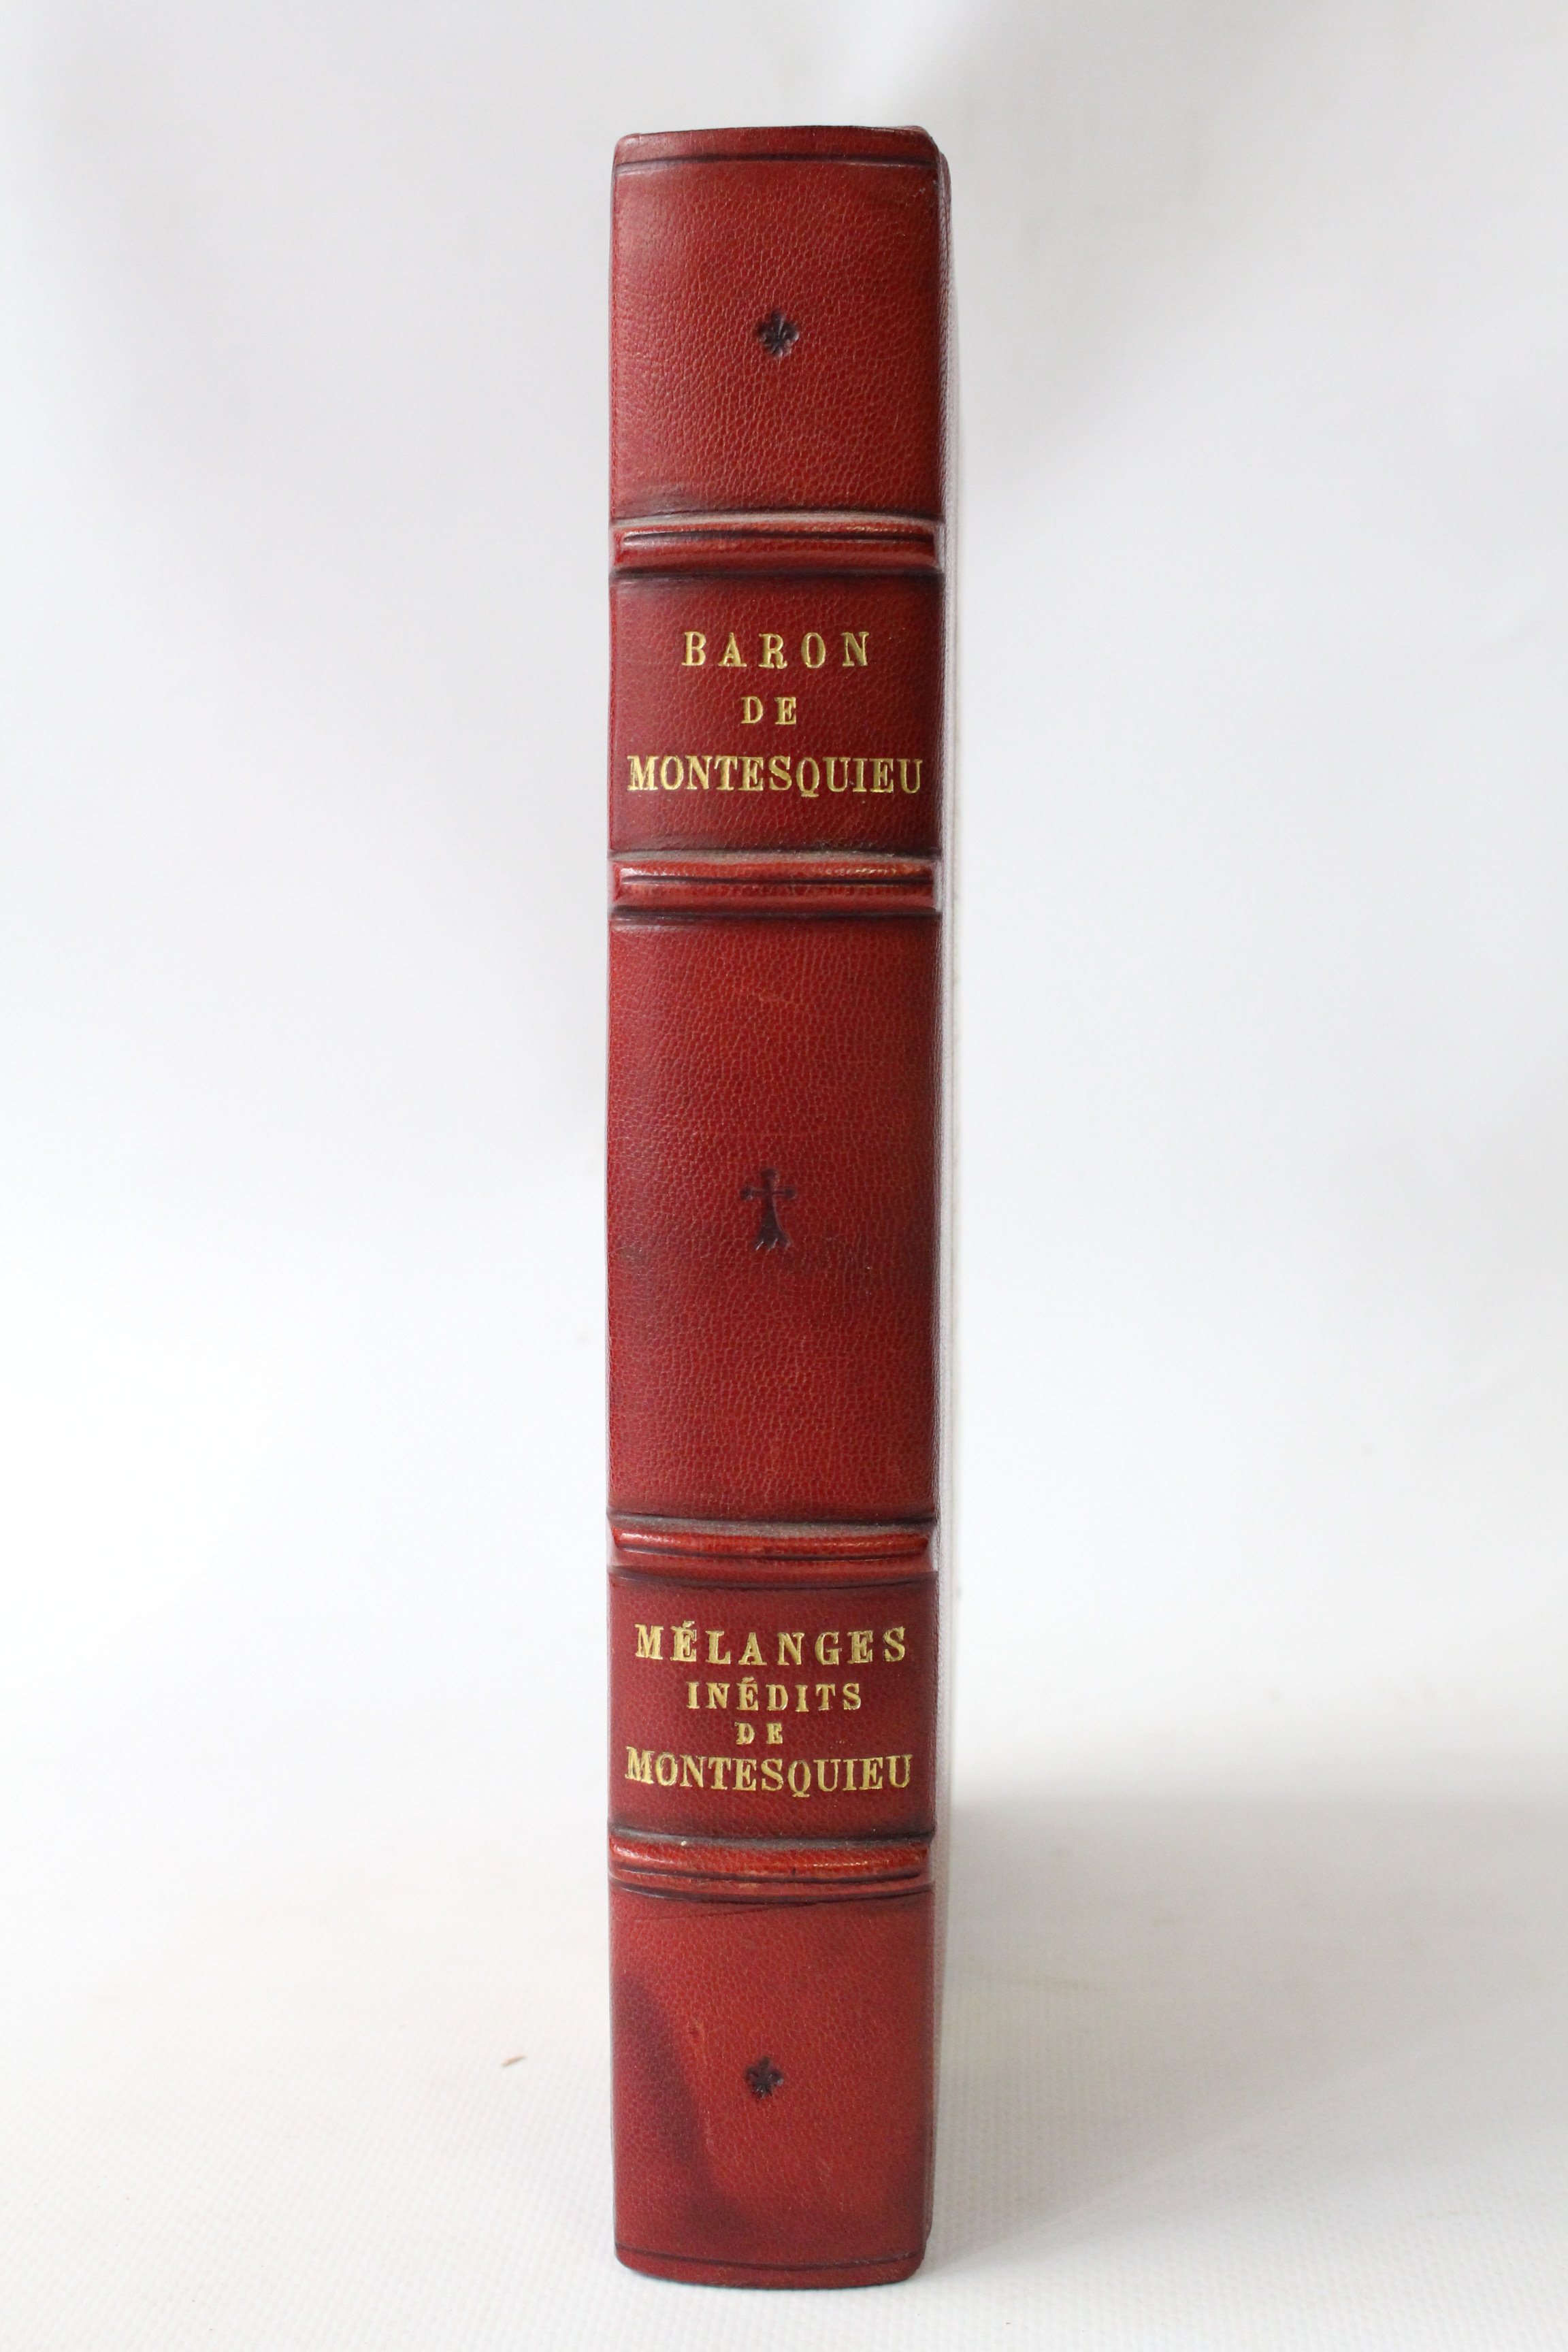 BARON
DE
MONTESQUIEU
MÉLANGES
INÉDITS
DE
MONTESQUIEU